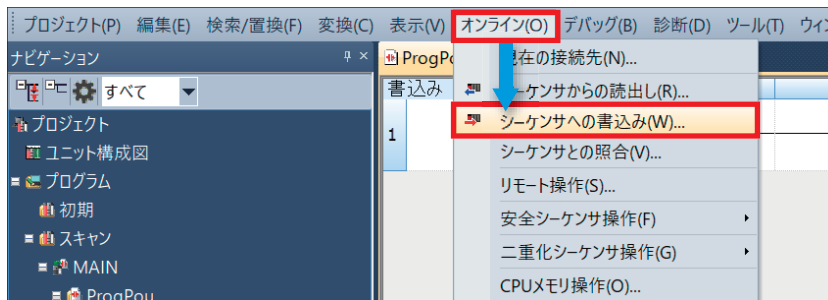 プロジェクト(P) 編集(E) 検索/置換(F) 変換(C) 表示(V) オンライン(O) デバッグ(B) 診断(D) ツール(T)
ナビゲーション
ProgPo
すべて
書込み
1
プロジェクト
ユニット構成図
プログラム
初期
スキャン
MAIN
ProgPou
在の接続先(N)...
ーケンサからの読出し(R)...
シーケンサへの書込み(W)...
シーケンサとの照合(V)...
リモート操作(S)...
安全シーケンサ操作(F)
二重化シーケンサ操作(G)
CPUメモリ操作(O)...